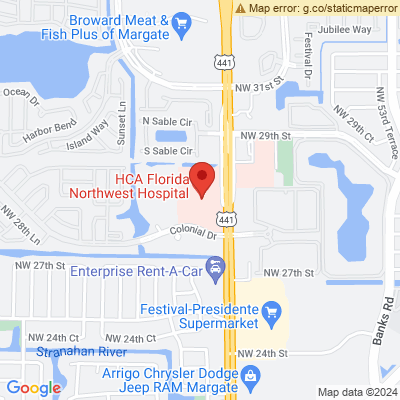 Map error: g.co/staticmaperror
Broward Meat &
Fish Plus of Margate
441
Jubilee Way
Festival Dr
NW 31st St
Ocean Dr
Harbor Bend
Island Way
Sunset Ln
N Sable Cir
S Sable Cir
NW 29th St
NW 29th Ct
NW 53rd Terrace
HCA Florida
Northwest Hospital
441
NW 28th Ln
Colonial Dr
NW 27th St
Enterprise Rent-A-Car
NW 27th St
Festival-Presidente
Supermarket
Banks Rd
NW 24th Ct
NW 24th Ct
Stranahan River
NW 24th St
Arrigo Chrysler Dodge
Jeep RAM Margate
Google
Map data ©2024